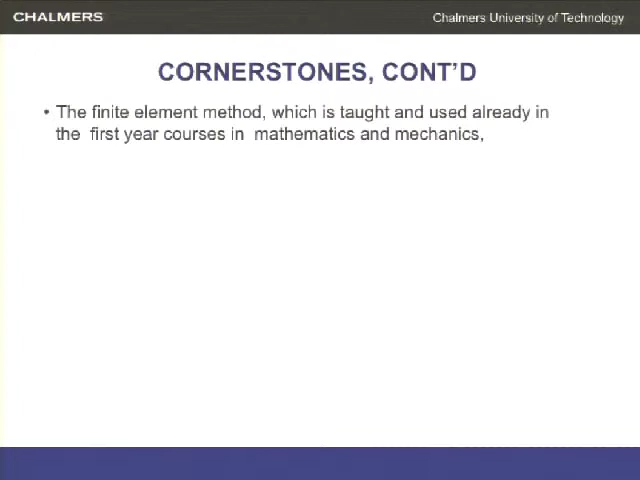 CHALMERS
Chalmers University of Technology
CORNERSTONES, CONT'D
• The finite element method, which is taught and used already in
the first year courses in mathematics and mechanics,